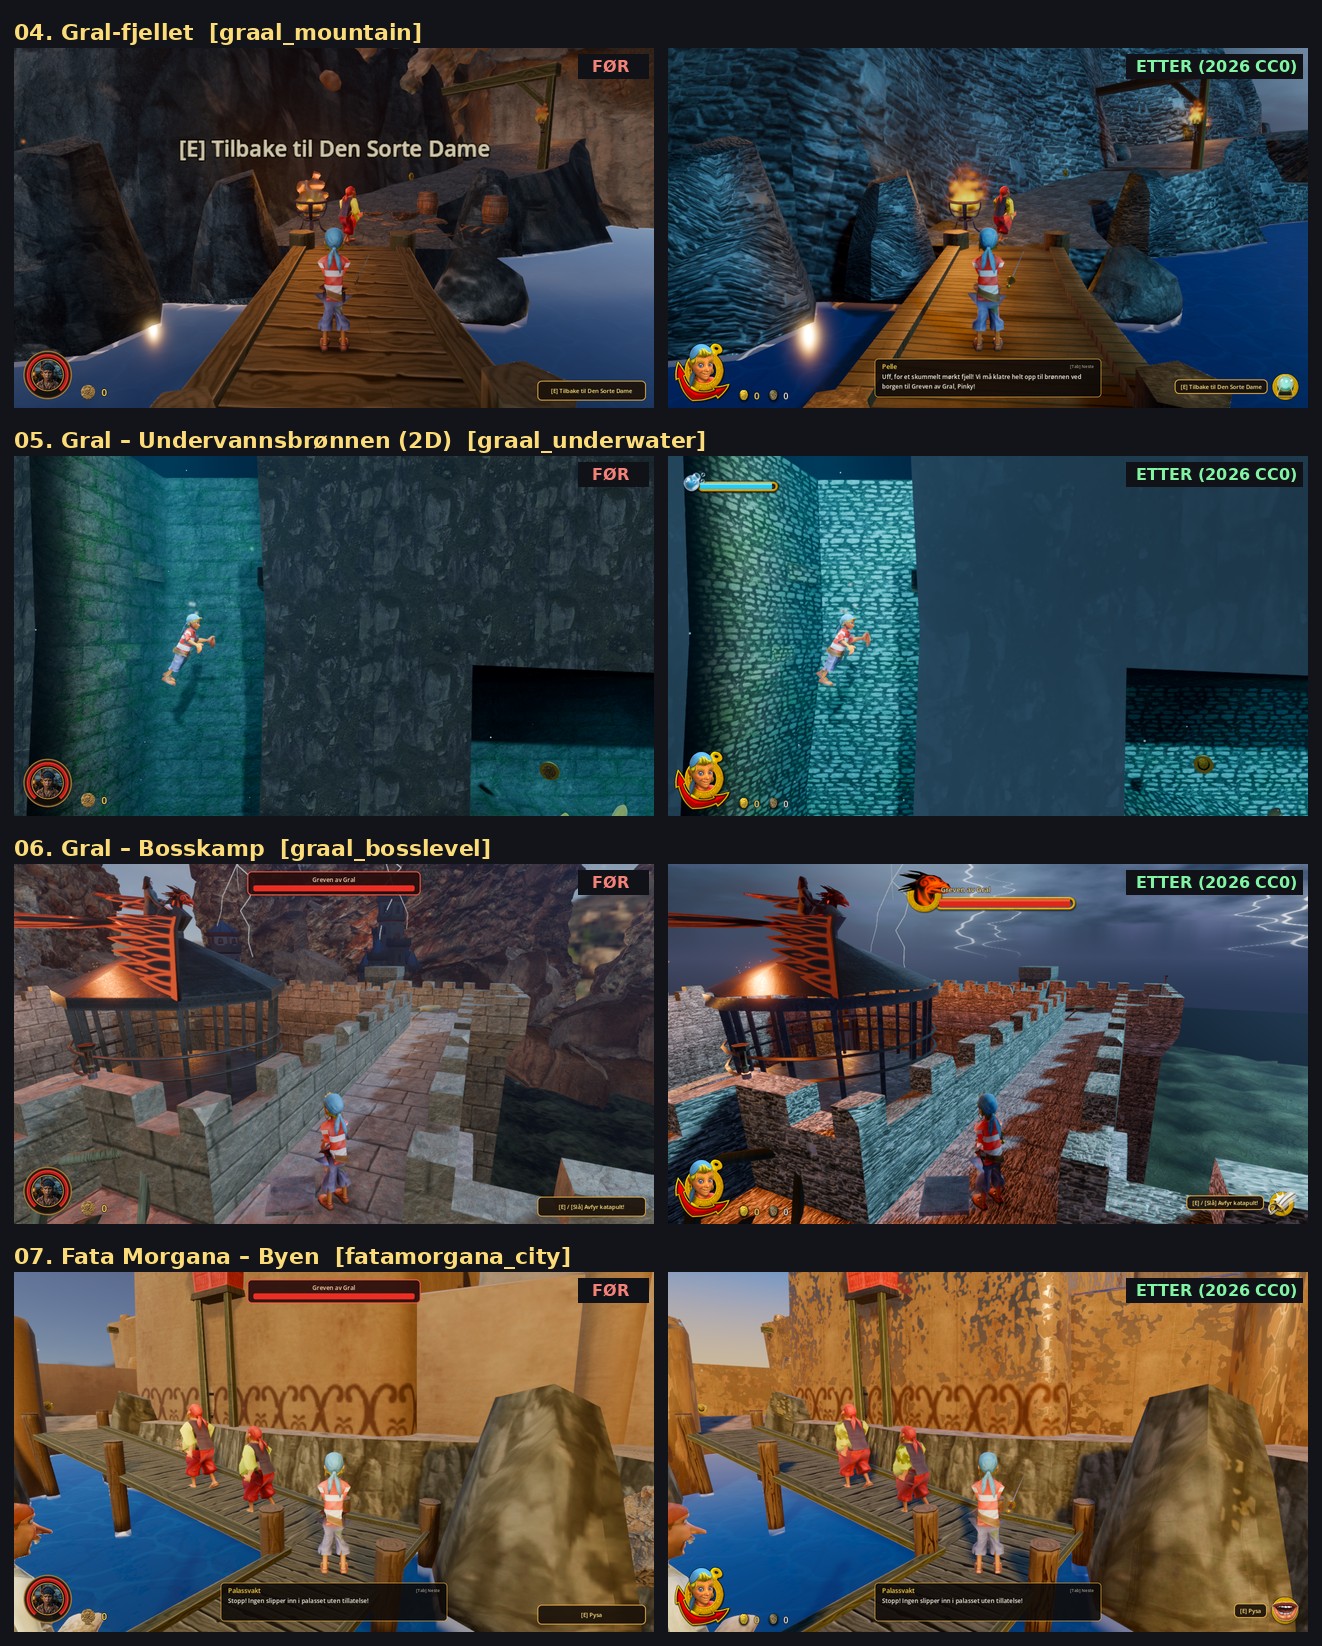 04. Gral-fjellet [graal_mountain]
FØR
[E] Tilbake til Den Sorte Dame
0
[E] Tilbake til Den Sorte Dame
ETTER (2026 CC0)
Pelle
Uff, for et skummelt mørkt fjell! Vi må klatre helt opp til brønnen ved
borgen til Greven av Gral, Pinky!
0 0
[E] Tilbake til Den Sorte Dame
05. Gral – Undervannsbrønnen (2D) [graal_underwater]
FØR
0
ETTER (2026 CC0)
0 0
06. Gral – Bosskamp [graal_bosslevel]
FØR
Greven av Gral
0
[E] / [Slå] Avfyr katapult!
ETTER (2026 CC0)
Greven av Gral
0 0
[E] / [Slå] Avfyr katapult!
07. Fata Morgana – Byen [fatamorgana_city]
FØR
Greven av Gral
0
Palassvakt
Stopp! Ingen slipper inn i palasset uten tillatelse!
[E] Pysa
ETTER (2026 CC0)
0 0
Palassvakt
Stopp! Ingen slipper inn i palasset uten tillatelse!
[E] Pysa